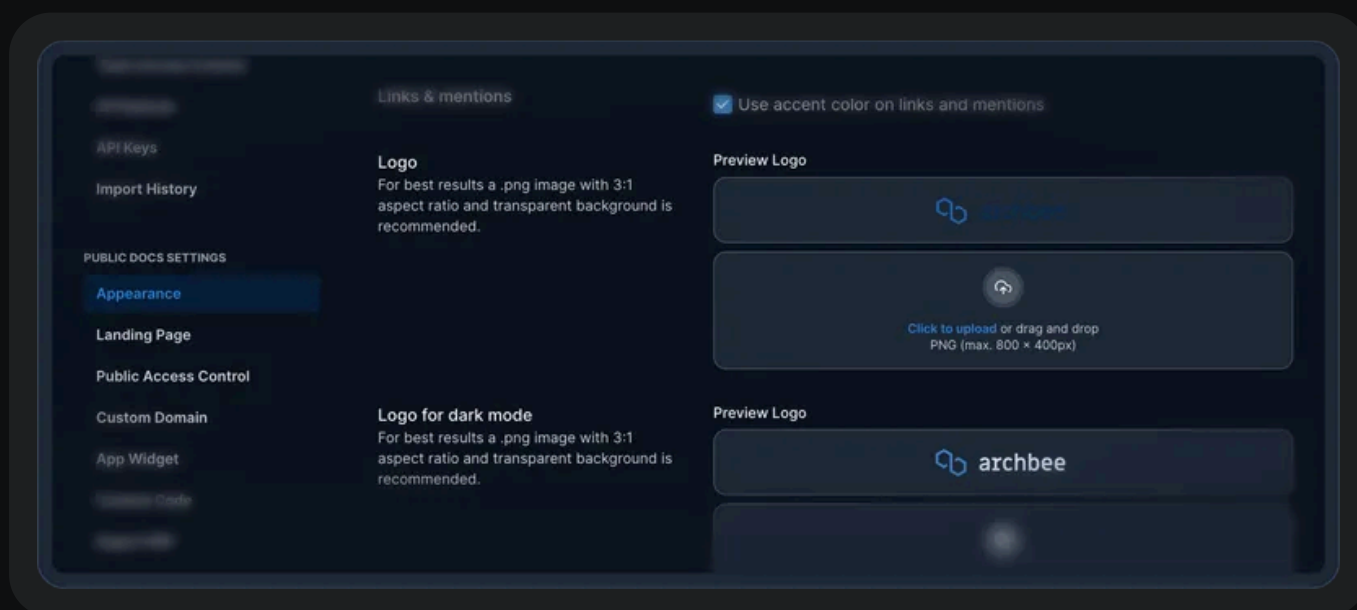 API Keys
Import History
PUBLIC DOCS SETTINGS
Appearance
Landing Page
Public Access Control
Custom Domain
App Widget
Links & mentions
Use accent color on links and mentions
Logo
For best results a .png image with 3:1
aspect ratio and transparent background is
recommended.
Preview Logo
Click to upload or drag and drop
PNG (max. 800 × 400px)
Logo for dark mode
For best results a .png image with 3:1
aspect ratio and transparent background is
recommended.
Preview Logo
archbee